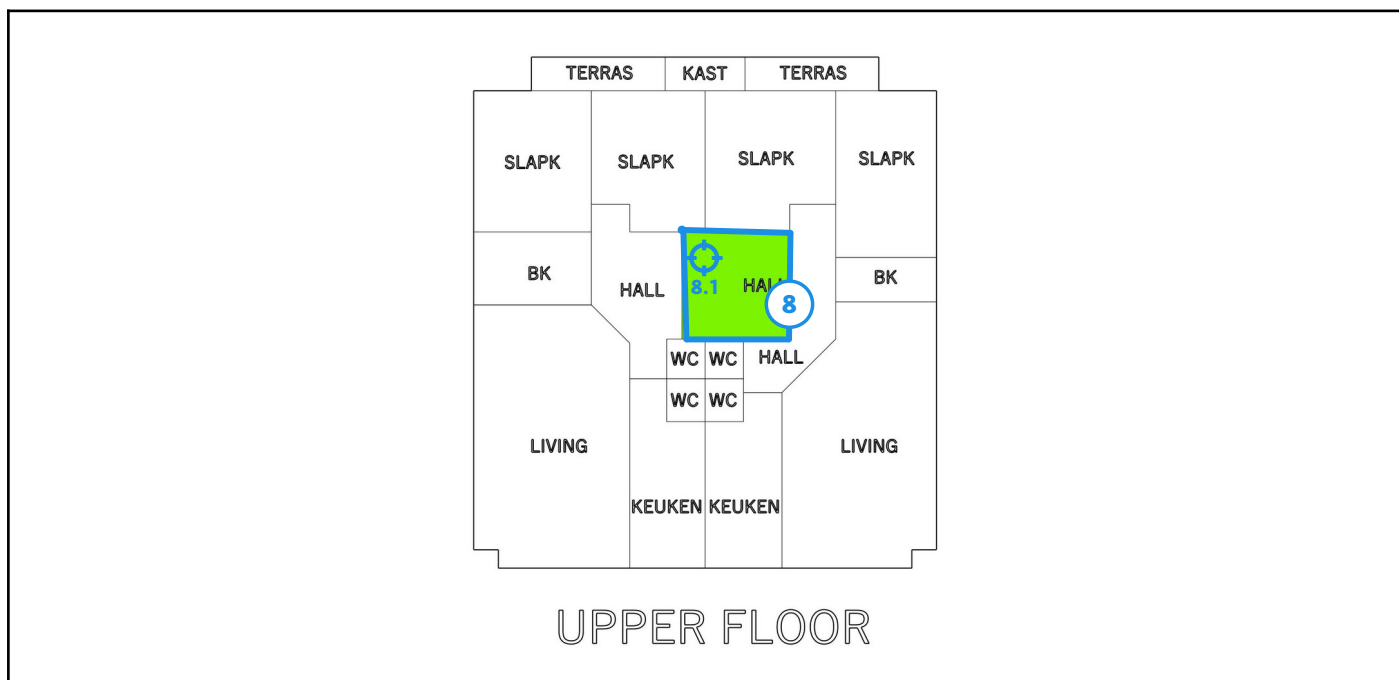 TERRAS KAST TERRAS
SLAPK SLAPK SLAPK SLAPK
BK HALL 8.1 HALL 8 BK
WC WC HALL
WC WC
LIVING LIVING
KEUKEN KEUKEN
UPPER FLOOR